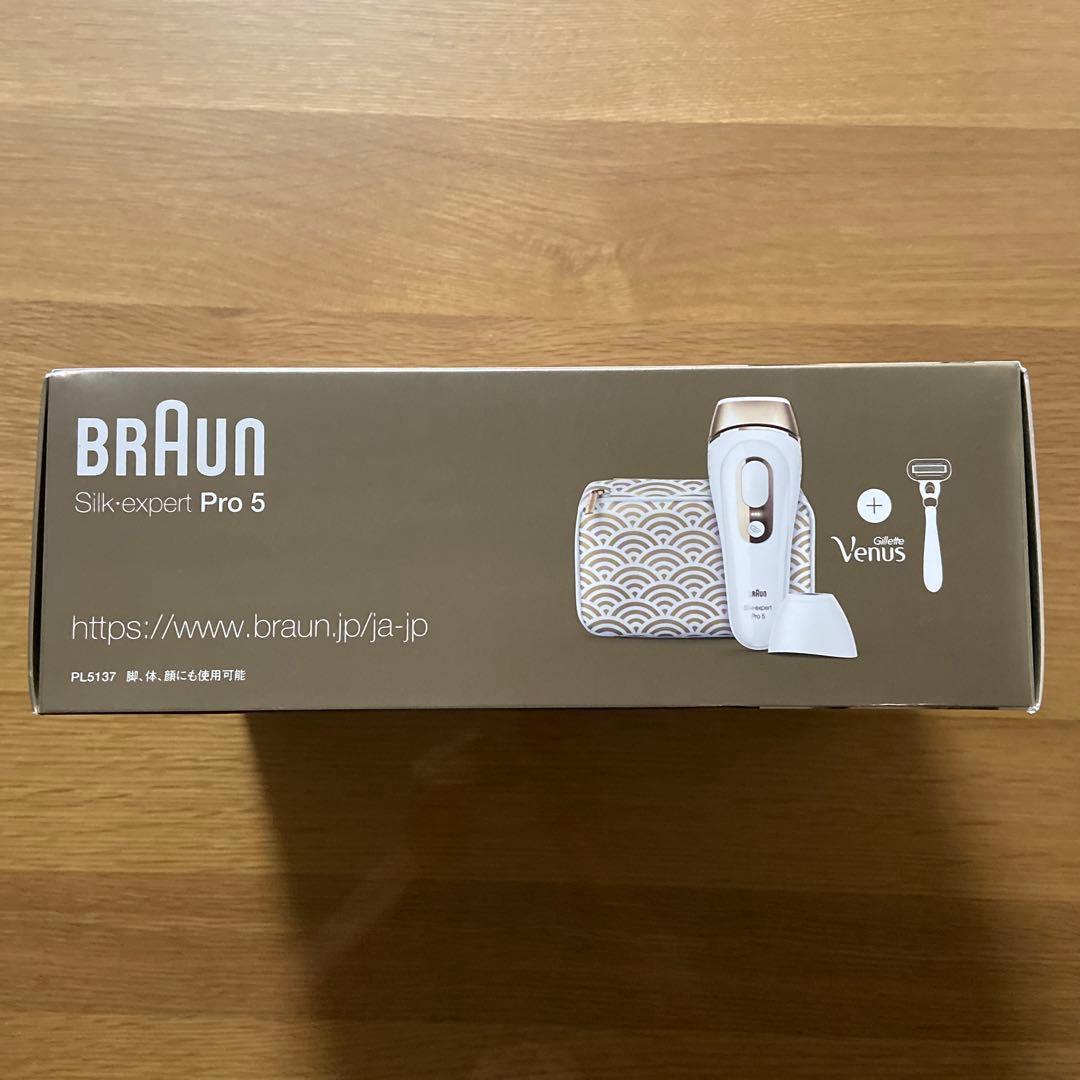 BRAUN
Silk·expert Pro 5
https://www.braun.jp/ja-jp
PL5137 脚、体、顔にも使用可能
BRAUN
Silk·expert
Pro 5
+
Gillette
Venus